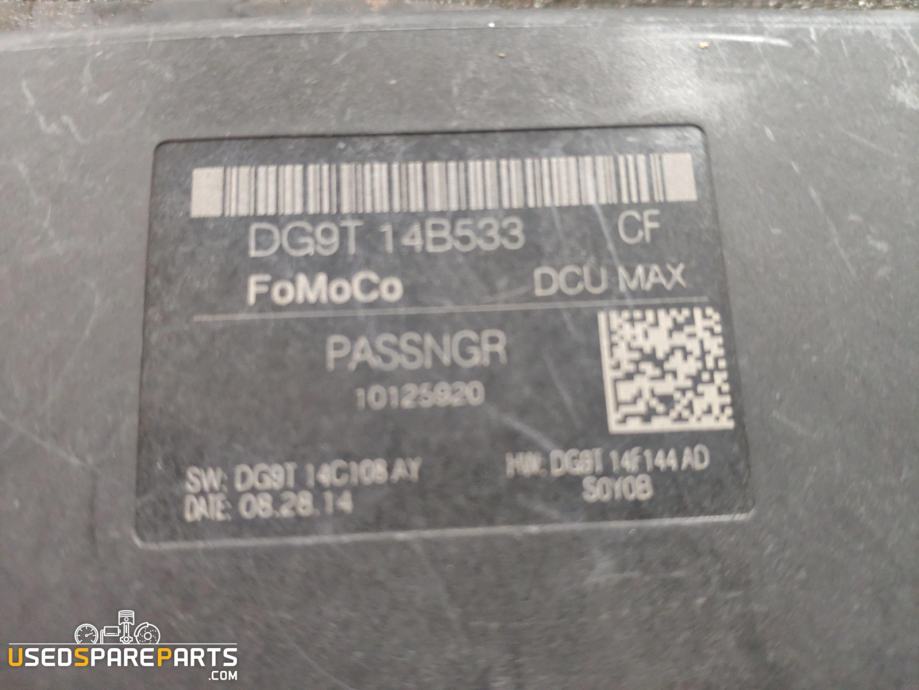 DG9T 14B533 CF
FoMoCo DCU MAX
PASSNGR
10125920
SW: DG9T 14C108 AY
HW: DG9T 14F144 AD
DATE: 08.28.14
S0Y0B
USEDSPAREPARTS
.COM